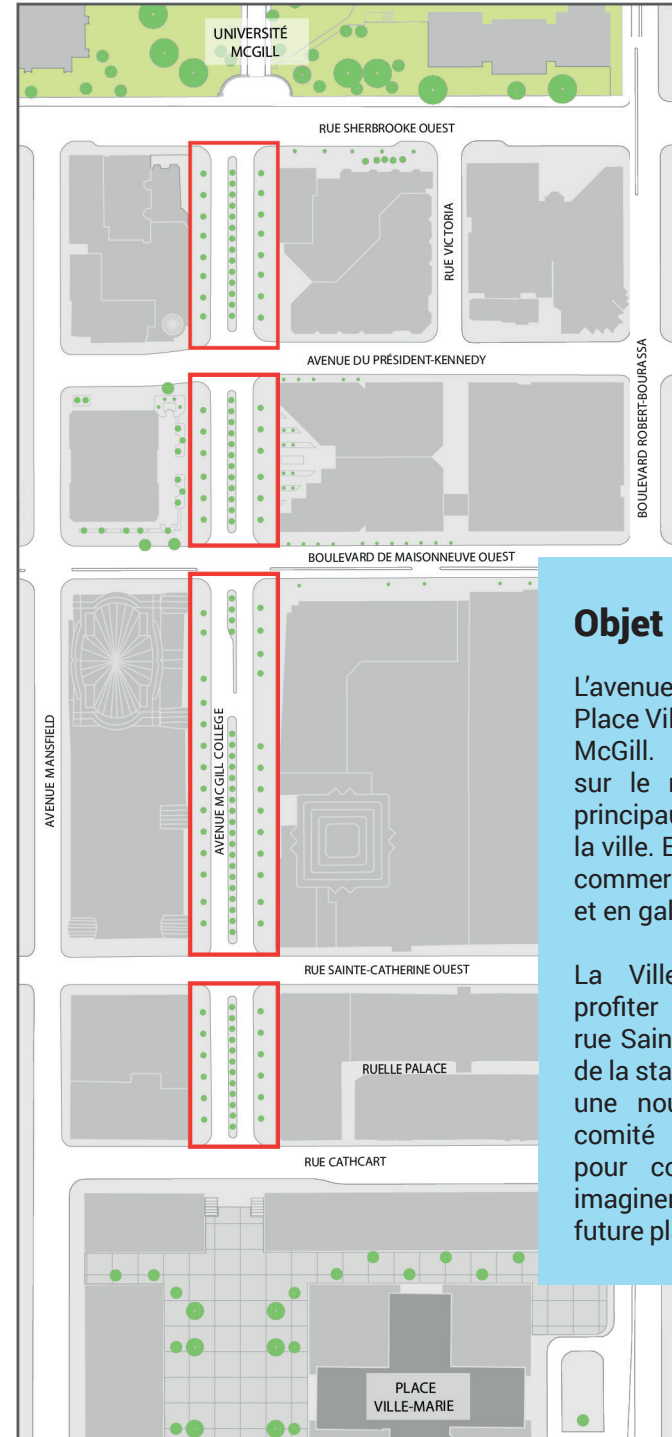 UNIVERSITÉ
MCGILL
RUE SHERBROOKE OUEST
RUE VICTORIA
AVENUE DU PRÉSIDENT-KENNEDY
BOULEVARD ROBERT-BOURASSA
BOULEVARD DE MAISONNEUVE OUEST
AVENUE MANSFIELD
AVENUE MC GILL COLLEGE
RUE SAINTE-CATHERINE OUEST
RUELLE PALACE
RUE CATHCART
PLACE
VILLE-MARIE
Objet
L’avenue
Place Vil
McGill.
sur le
principau
la ville. E
commer
et en gal
La Ville
profiter
rue Sain
de la sta
une nou
comité
pour co
imaginer
future pl